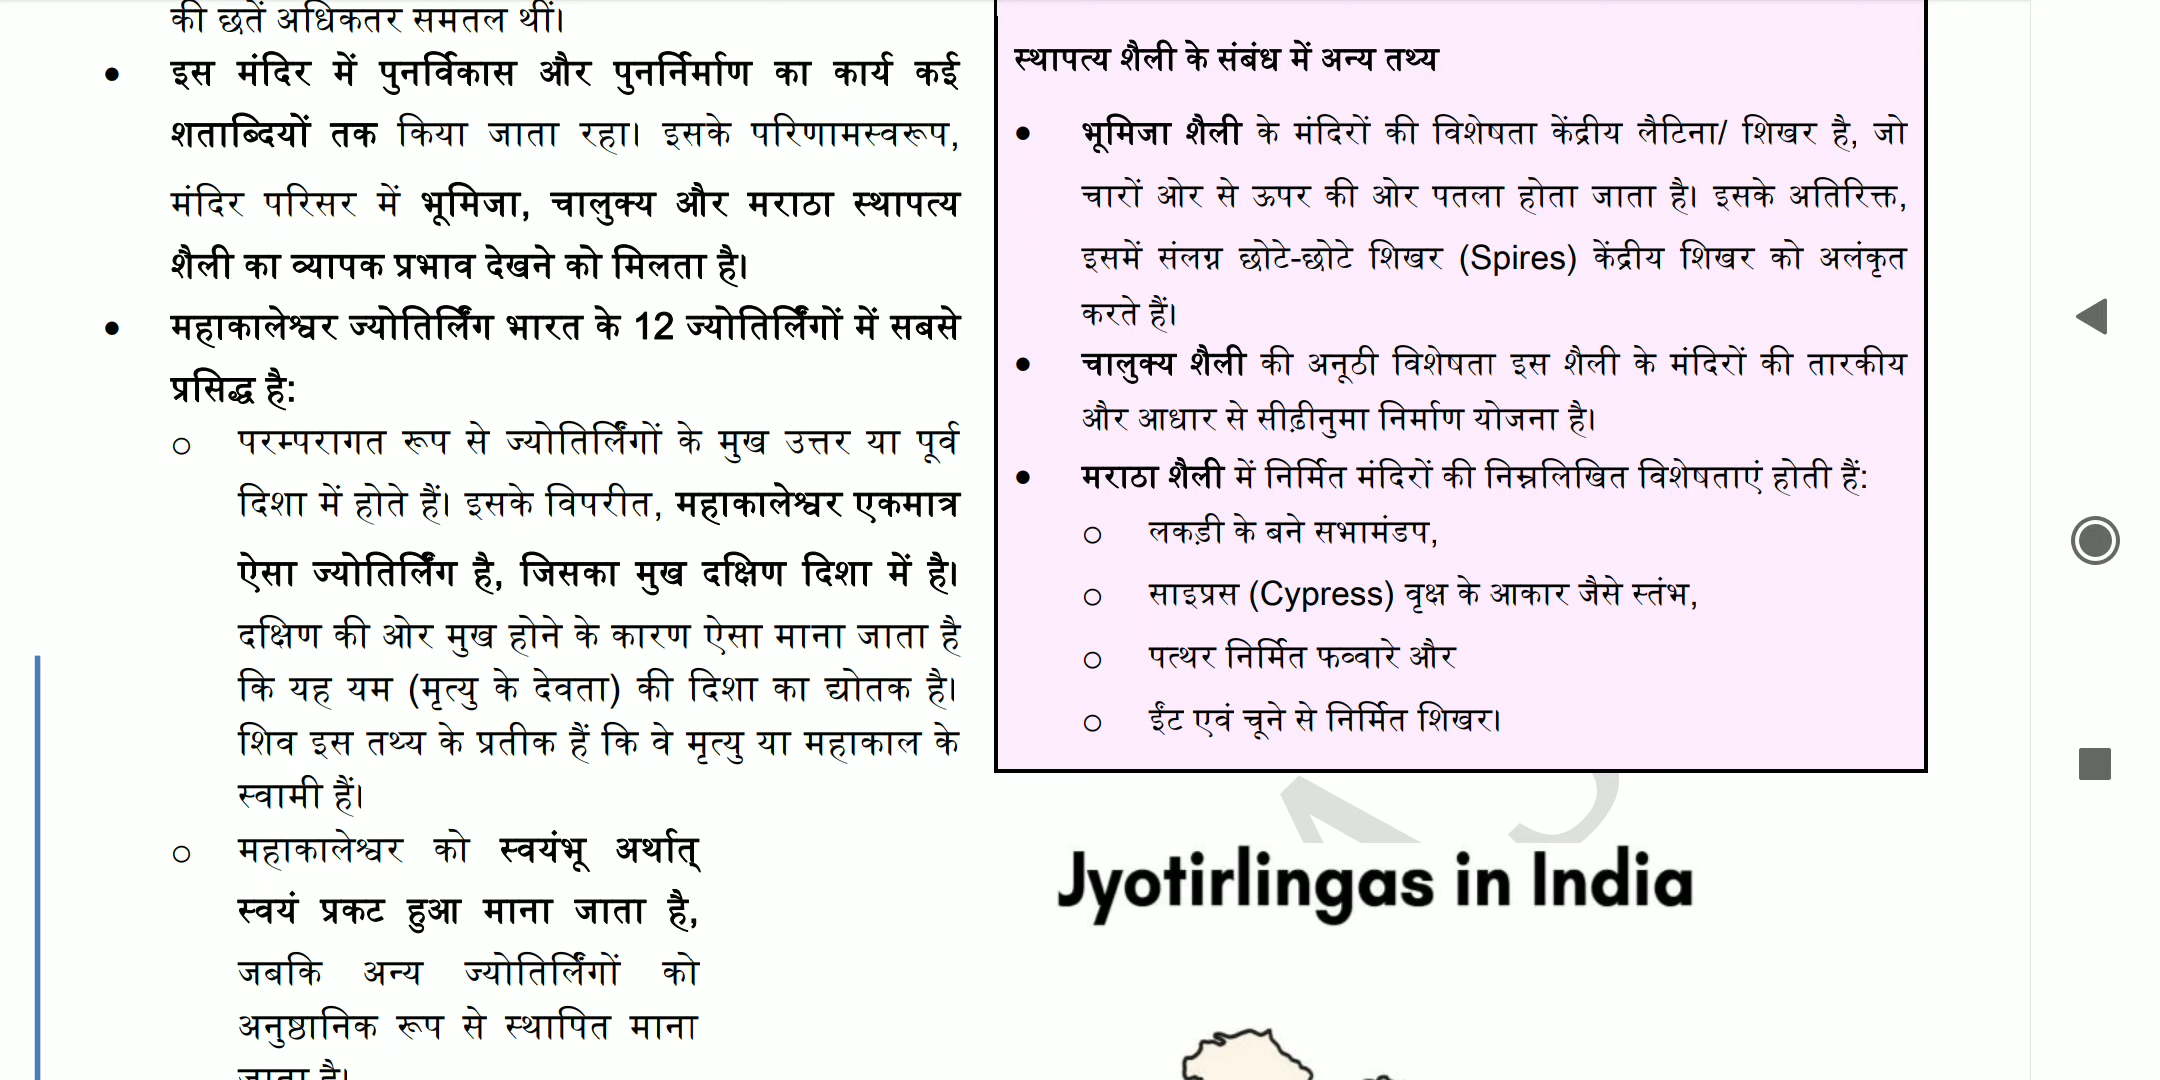 की छतें अधिकतर समतल थीं।
● इस मंदिर में पुनर्विकास और पुनर्निर्माण का कार्य कई
शताब्दियों तक किया जाता रहा। इसके परिणामस्वरूप,
मंदिर परिसर में भूमिजा, चालुक्य और मराठा स्थापत्य
शैली का व्यापक प्रभाव देखने को मिलता है।
● महाकालेश्वर ज्योतिर्लिंग भारत के 12 ज्योतिर्लिंगों में सबसे
प्रसिद्ध है:
○ परम्परागत रूप से ज्योतिर्लिंगों के मुख उत्तर या पूर्व
दिशा में होते हैं। इसके विपरीत, महाकालेश्वर एकमात्र
ऐसा ज्योतिर्लिंग है, जिसका मुख दक्षिण दिशा में है।
दक्षिण की ओर मुख होने के कारण ऐसा माना जाता है
कि यह यम (मृत्यु के देवता) की दिशा का द्योतक है।
शिव इस तथ्य के प्रतीक हैं कि वे मृत्यु या महाकाल के
स्वामी हैं।
○ महाकालेश्वर को स्वयंभू अर्थात्
स्वयं प्रकट हुआ माना जाता है,
जबकि अन्य ज्योतिर्लिंगों को
अनुष्ठानिक रूप से स्थापित माना
जाता है।
स्थापत्य शैली के संबंध में अन्य तथ्य
● भूमिजा शैली के मंदिरों की विशेषता केंद्रीय लैटिना/ शिखर है, जो
चारों ओर से ऊपर की ओर पतला होता जाता है। इसके अतिरिक्त,
इसमें संलग्न छोटे-छोटे शिखर (Spires) केंद्रीय शिखर को अलंकृत
करते हैं।
● चालुक्य शैली की अनूठी विशेषता इस शैली के मंदिरों की तारकीय
और आधार से सीढ़ीनुमा निर्माण योजना है।
● मराठा शैली में निर्मित मंदिरों की निम्नलिखित विशेषताएं होती हैं:
○ लकड़ी के बने सभामंडप,
○ साइप्रस (Cypress) वृक्ष के आकार जैसे स्तंभ,
○ पत्थर निर्मित फव्वारे और
○ ईंट एवं चूने से निर्मित शिखर।
Jyotirlingas in India